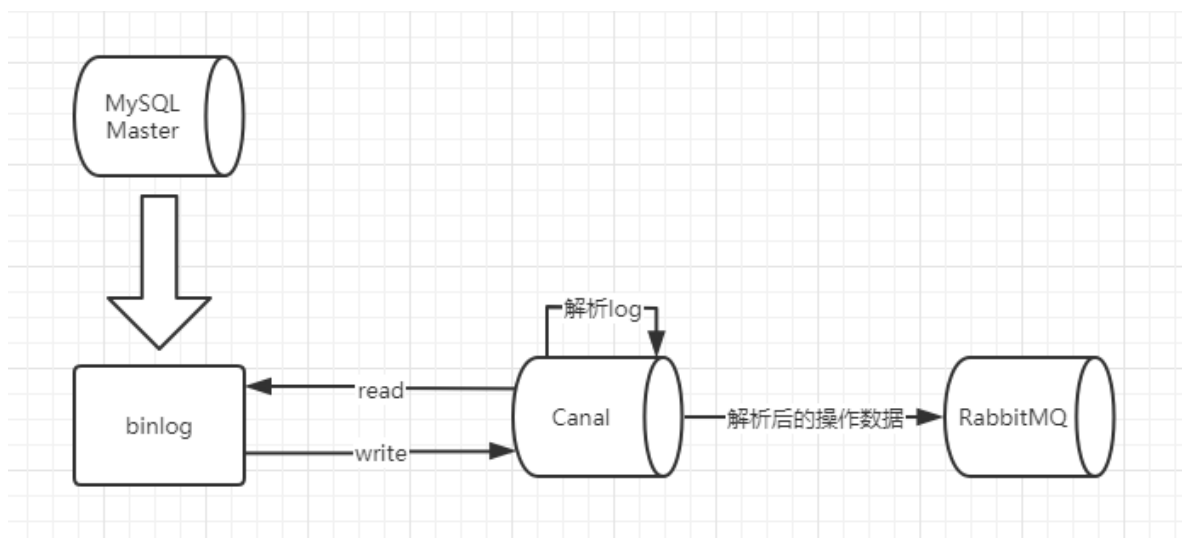 MySQL
Master
解析log
read
binlog
Canal
解析后的操作数据
RabbitMQ
write